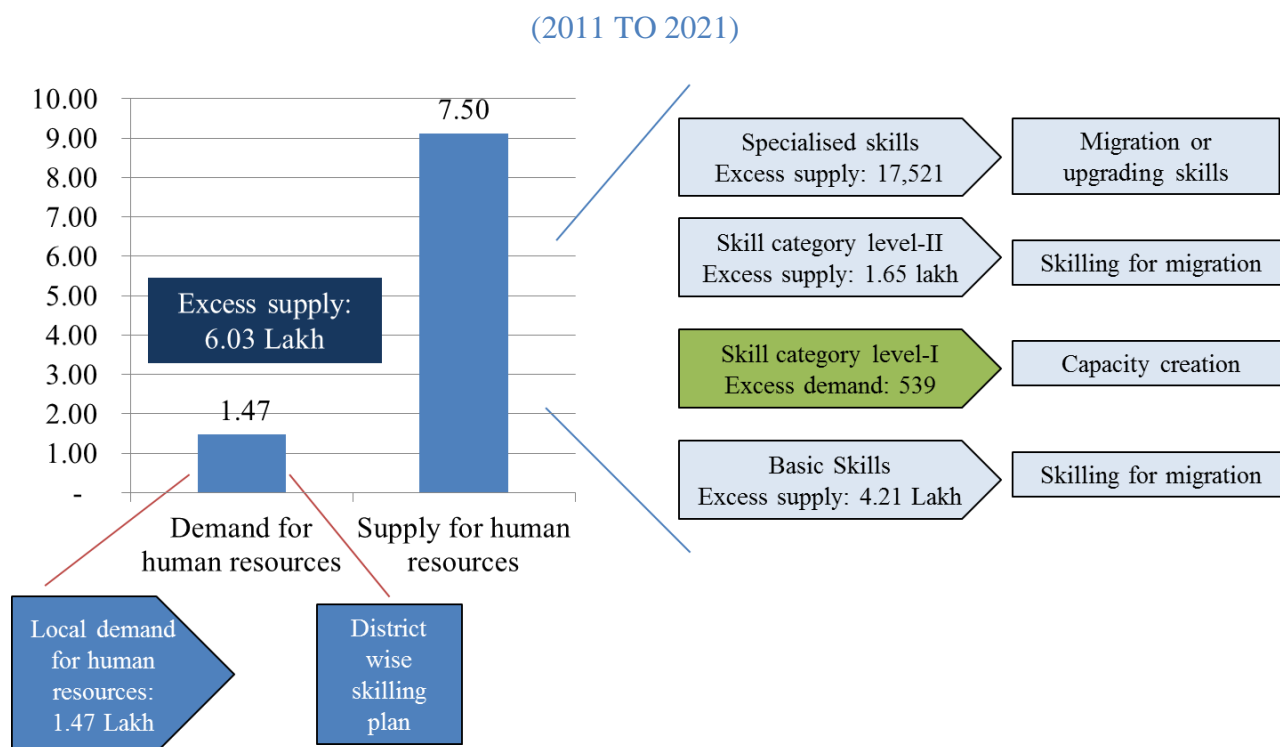 (2011 TO 2021)
10.00
9.00
8.00
7.00
6.00
5.00
4.00
3.00
2.00
1.00
-
7.50
1.47
Excess supply:
6.03 Lakh
Demand for
human resources
Supply for human
resources
Local demand
for human
resources:
1.47 Lakh
District
wise
skilling
plan
Specialised skills
Excess supply: 17,521
Migration or
upgrading skills
Skill category level-II
Excess supply: 1.65 lakh
Skilling for migration
Skill category level-I
Excess demand: 539
Capacity creation
Basic Skills
Excess supply: 4.21 Lakh
Skilling for migration